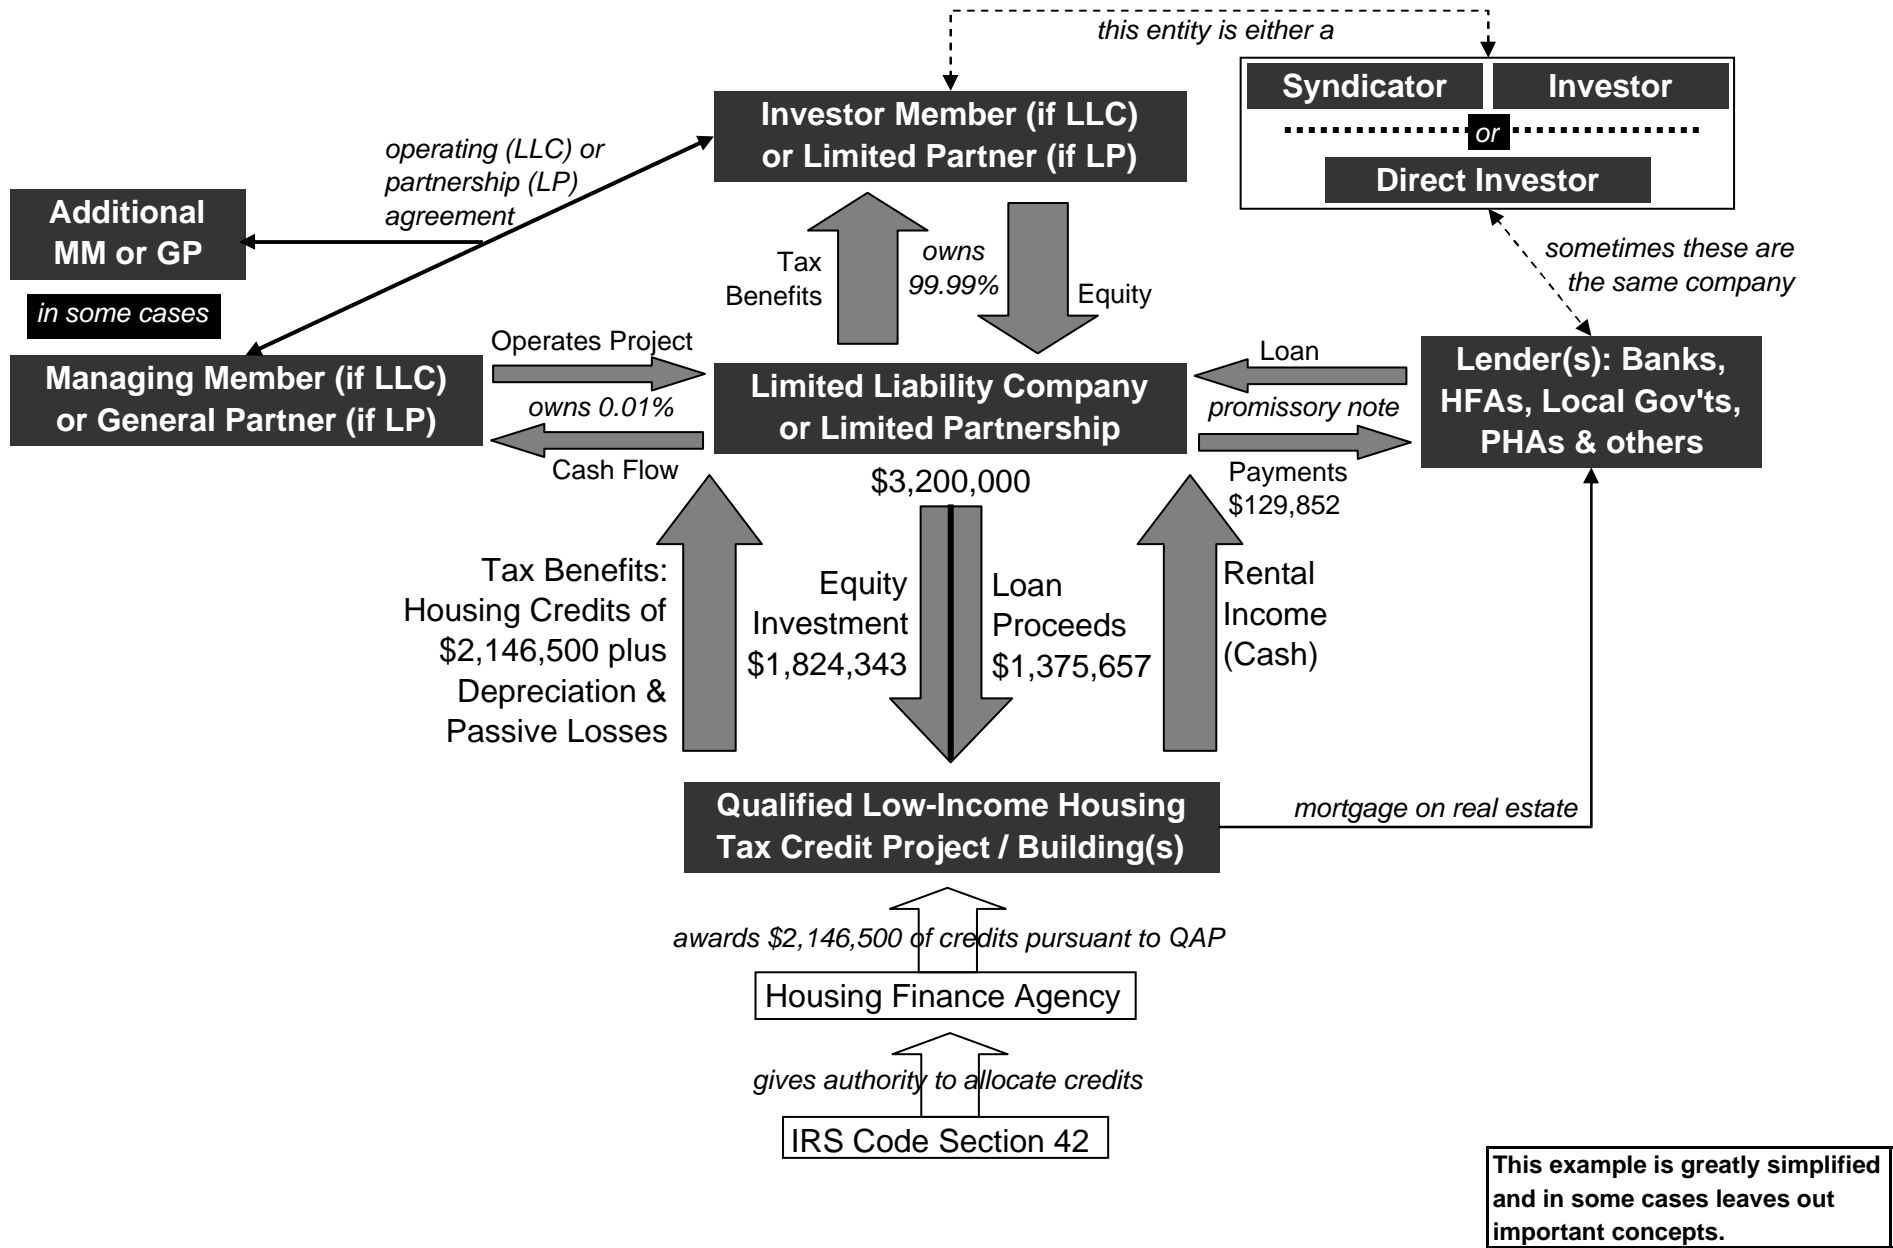 this entity is either a
Syndicator
Investor
or
Direct Investor
Investor Member (if LLC)
or Limited Partner (if LP)
operating (LLC) or
partnership (LP)
agreement
Additional
MM or GP
in some cases
Tax
Benefits
owns
99.99%
Equity
sometimes these are
the same company
Managing Member (if LLC)
or General Partner (if LP)
Operates Project
owns 0.01%
Cash Flow
Limited Liability Company
or Limited Partnership
Loan
promissory note
Payments
$129,852
Lender(s): Banks,
HFAs, Local Gov'ts,
PHAs & others
$3,200,000
Tax Benefits:
Housing Credits of
$2,146,500 plus
Depreciation &
Passive Losses
Equity
Investment
$1,824,343
Loan
Proceeds
$1,375,657
Rental
Income
(Cash)
Qualified Low-Income Housing
Tax Credit Project / Building(s)
mortgage on real estate
awards $2,146,500 of credits pursuant to QAP
Housing Finance Agency
gives authority to allocate credits
IRS Code Section 42
This example is greatly simplified
and in some cases leaves out
important concepts.